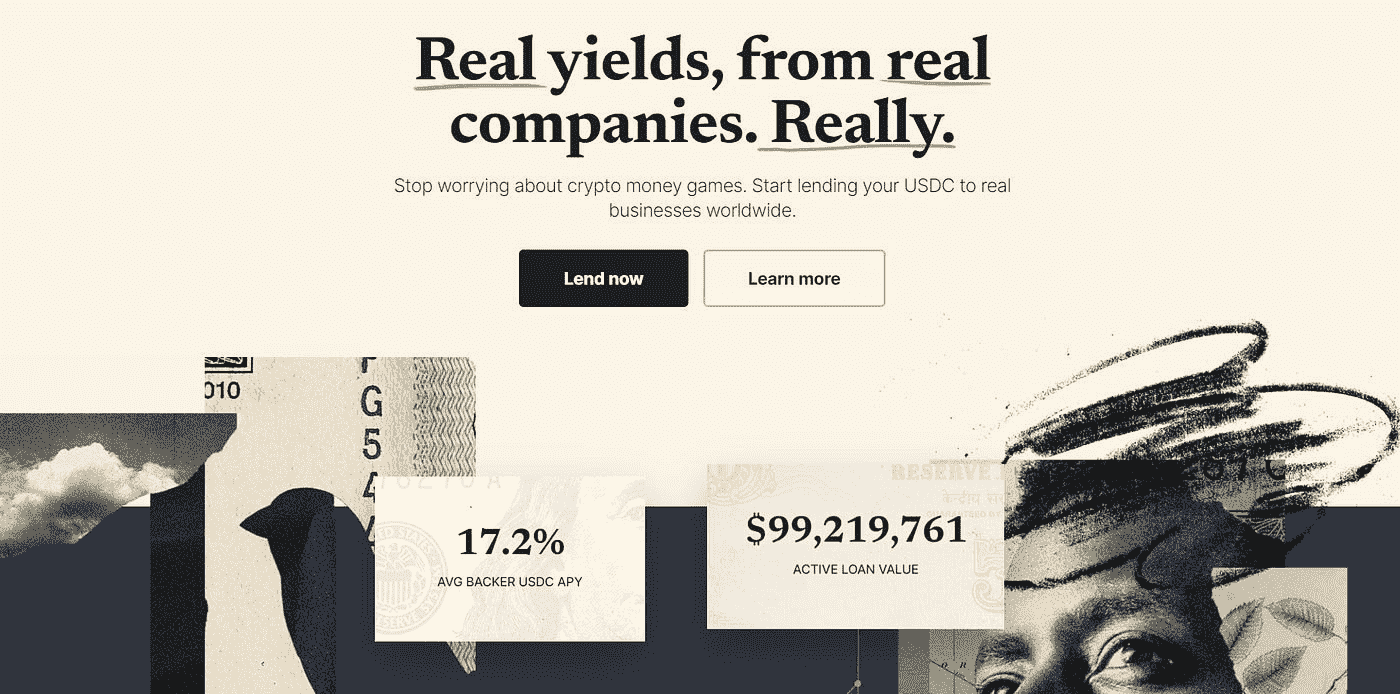 Real yields, from real
companies. Really.
Stop worrying about crypto money games. Start lending your USDC to real
businesses worldwide.
Lend now
Learn more
010
G
5
4
RESERVE
17.2%
AVG BACKER USDC APY
$99,219,761
ACTIVE LOAN VALUE
O R